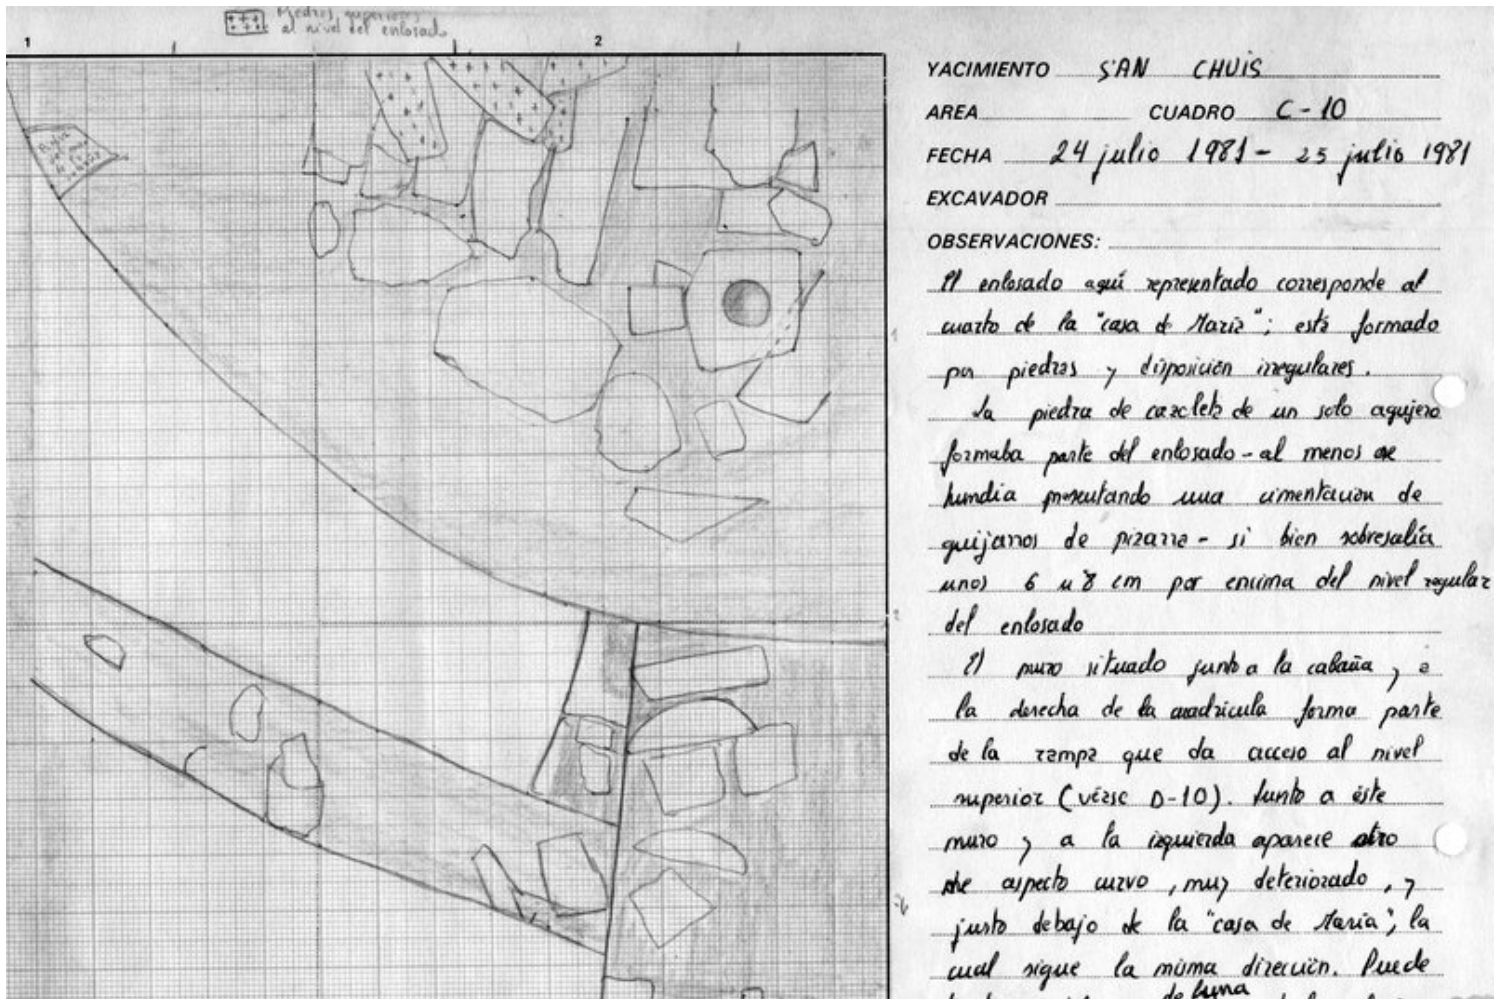 Piedras superiores
al nivel del enlosado
1
2
YACIMIENTO SAN CHUIS
AREA CUADRO C-10
FECHA 24 julio 1981 - 25 julio 1981
EXCAVADOR
OBSERVACIONES:
El enlosado aquí representado corresponde al
cuarto de la "casa de María"; está formado
por piedras y disposición irregulares.
La piedra de cazoleta de un solo agujero
formaba parte del enlosado - al menos se
hundía presentando una cimentación de
guijarros de pizarra - si bien sobresalía
unos 6 u 8 cm por encima del nivel regular
del enlosado
El muro situado junto a la cabaña, a
la derecha de la cuadrícula forma parte
de la rampa que da acceso al nivel
superior (véase D-10). Junto a éste
muro y a la izquierda aparece otro
de aspecto curvo, muy deteriorado, y
justo debajo de la "casa de María", la
cual sigue la misma dirección. Puede
de luna